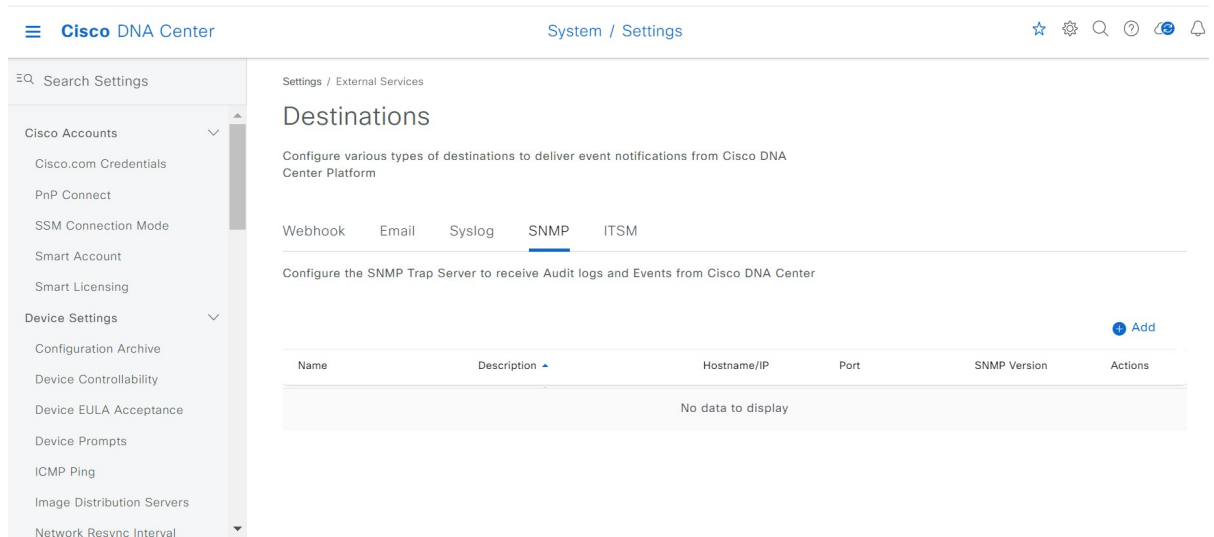 Cisco DNA Center
System / Settings
Search Settings
Cisco Accounts
Cisco.com Credentials
PnP Connect
SSM Connection Mode
Smart Account
Smart Licensing
Device Settings
Configuration Archive
Device Controllability
Device EULA Acceptance
Device Prompts
ICMP Ping
Image Distribution Servers
Network Resync Interval
Settings / External Services
Destinations
Configure various types of destinations to deliver event notifications from Cisco DNA
Center Platform
Webhook Email Syslog SNMP ITSM
Configure the SNMP Trap Server to receive Audit logs and Events from Cisco DNA Center
Add
Name Description Hostname/IP Port SNMP Version Actions
No data to display